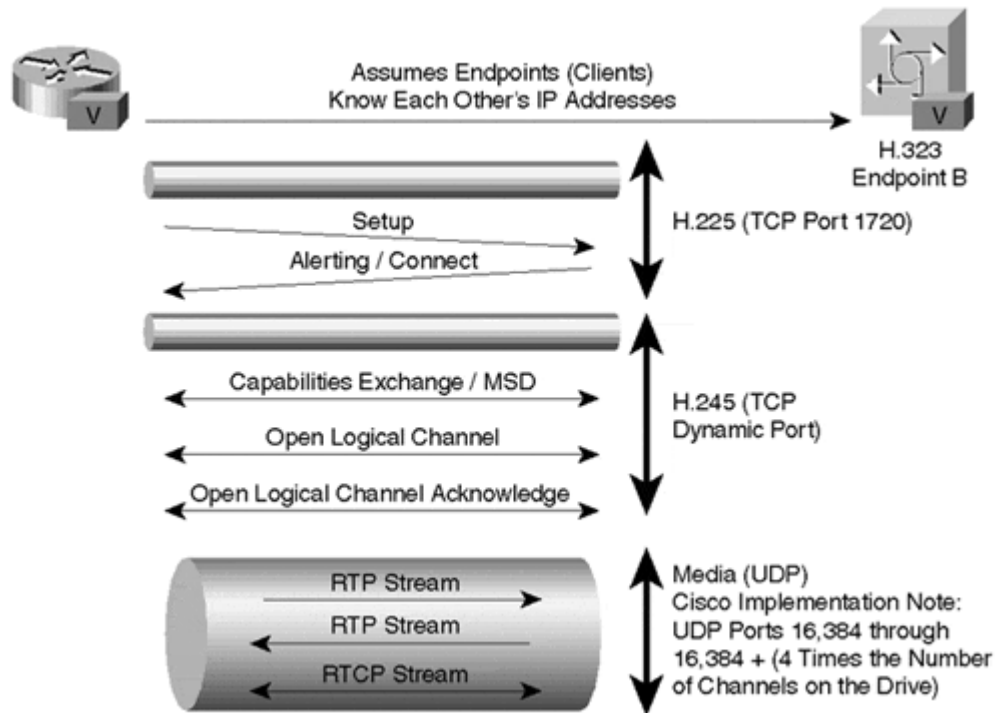 Assumes Endpoints (Clients)
Know Each Other's IP Addresses
V
V
H.323
Endpoint B
Setup
H.225 (TCP Port 1720)
Alerting / Connect
Capabilities Exchange / MSD
H.245 (TCP
Dynamic Port)
Open Logical Channel
Open Logical Channel Acknowledge
RTP Stream
RTP Stream
RTCP Stream
Media (UDP)
Cisco Implementation Note:
UDP Ports 16,384 through
16,384 + (4 Times the Number
of Channels on the Drive)